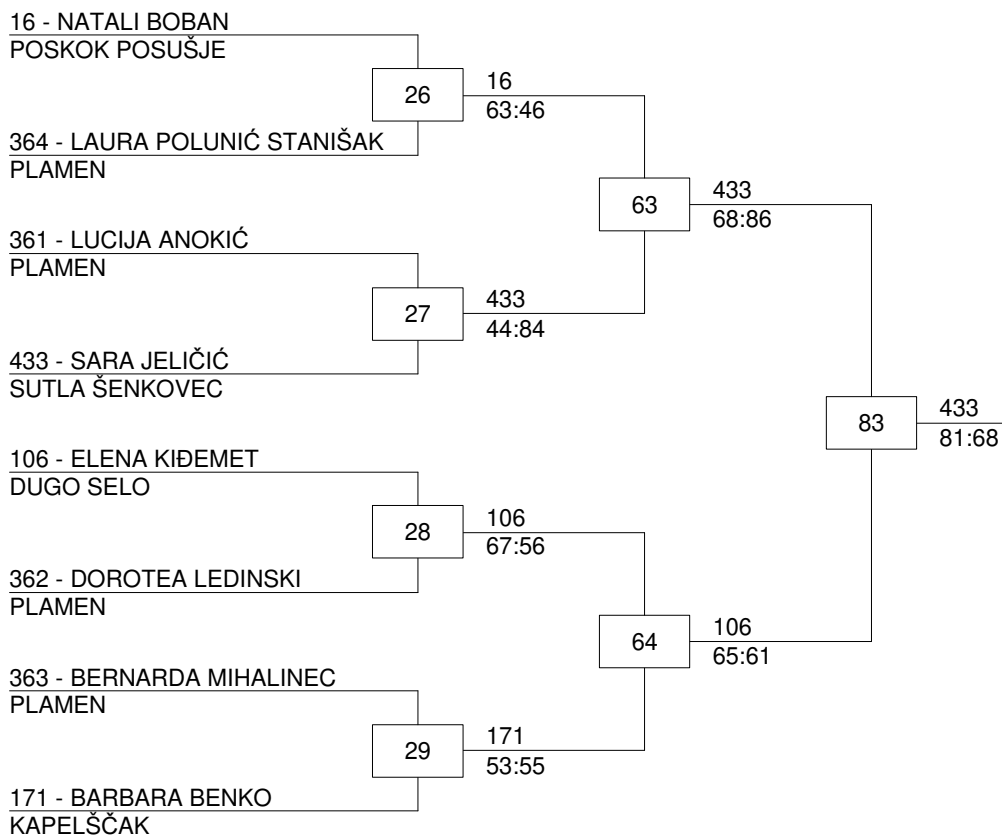 16 - NATALI BOBAN
POSKOK POSUŠJE
26
16
63:46
364 - LAURA POLUNIĆ STANIŠAK
PLAMEN
63
433
68:86
361 - LUCIJA ANOKIĆ
PLAMEN
27
433
44:84
433 - SARA JELIČIĆ
SUTLA ŠENKOVEC
83
433
81:68
106 - ELENA KIĐEMET
DUGO SELO
28
106
67:56
362 - DOROTEA LEDINSKI
PLAMEN
64
106
65:61
363 - BERNARDA MIHALINEC
PLAMEN
29
171
53:55
171 - BARBARA BENKO
KAPELŠČAK